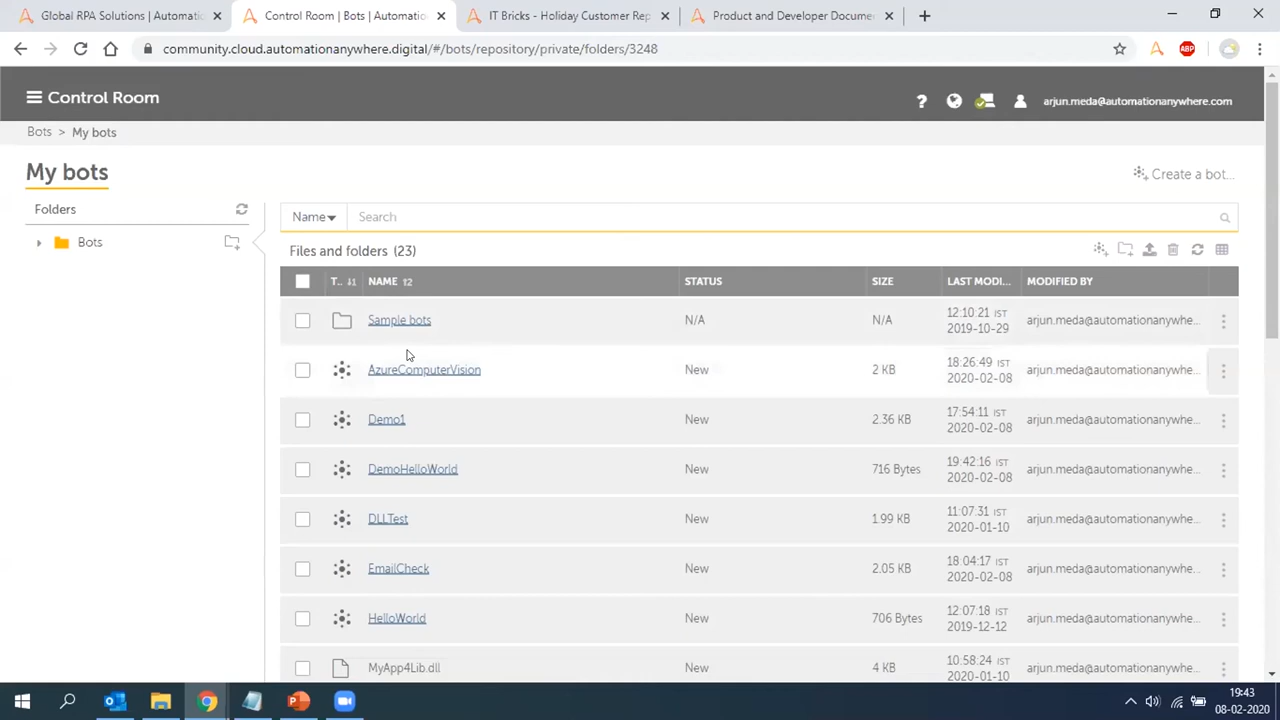 Global RPA Solutions | Automati
Control Room | Bots | Automatio
IT Bricks - Holiday Customer Rep
Product and Developer Docume
community.cloud.automationanywhere.digital/#/bots/repository/private/folders/3248
ABP
Control Room
?
arjun.meda@automationanywhere.com
Bots > My bots
My bots
Create a bot...
Folders
Bots
Name
Search
Files and folders (23)
T..
NAME
STATUS
SIZE
LAST MODI...
MODIFIED BY
Sample bots
N/A
N/A
12:10:21 IST
2019-10-29
arjun.meda@automationanywhe...
AzureComputerVision
New
2 KB
18:26:49 IST
2020-02-08
arjun.meda@automationanywhe...
Demo1
New
2.36 KB
17:54:11 IST
2020-02-08
arjun.meda@automationanywhe...
DemoHelloWorld
New
716 Bytes
19:42:16 IST
2020-02-08
arjun.meda@automationanywhe...
DLLTest
New
1.99 KB
11:07:31 IST
2020-01-10
arjun.meda@automationanywhe...
EmailCheck
New
2.05 KB
18:04:17 IST
2020-02-08
arjun.meda@automationanywhe...
HelloWorld
New
706 Bytes
12:07:18 IST
2019-12-12
arjun.meda@automationanywhe...
MyApp4Lib.dll
New
4 KB
10:58:24 IST
2020-01-10
arjun.meda@automationanywhe...
19:43
08-02-2020